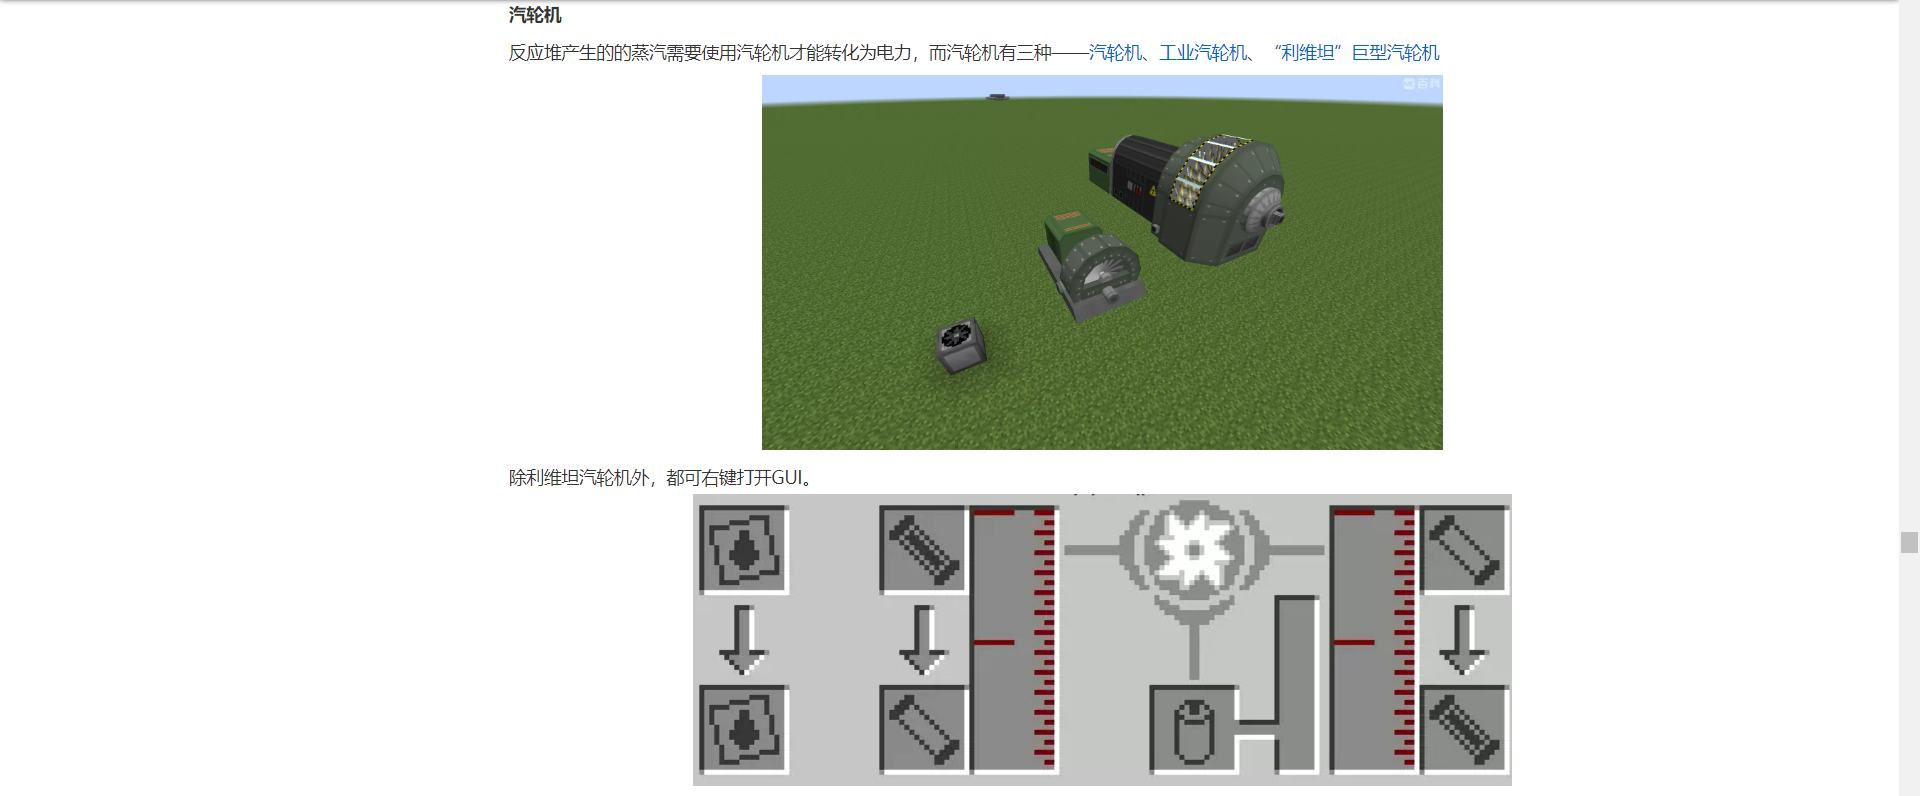 汽轮机
反应堆产生的的蒸汽需要使用汽轮机才能转化为电力，而汽轮机有三种——汽轮机、工业汽轮机、“利维坦”巨型汽轮机
百科
除利维坦汽轮机外，都可右键打开GUI。